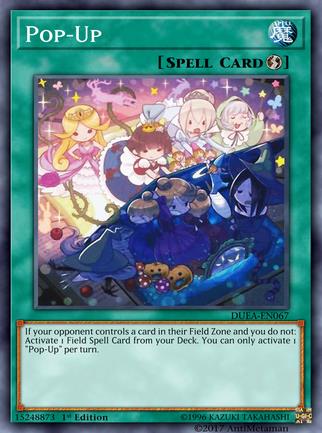 Pop-Up
[SPELL CARD]
DUEA-EN067
If your opponent controls a card in their Field Zone and you do not:
Activate 1 Field Spell Card from your Deck. You can only activate 1
"Pop-Up" per turn.
15248873 1st Edition ©1996 KAZUKI TAKAHASHI
©2017 AntiMetaman